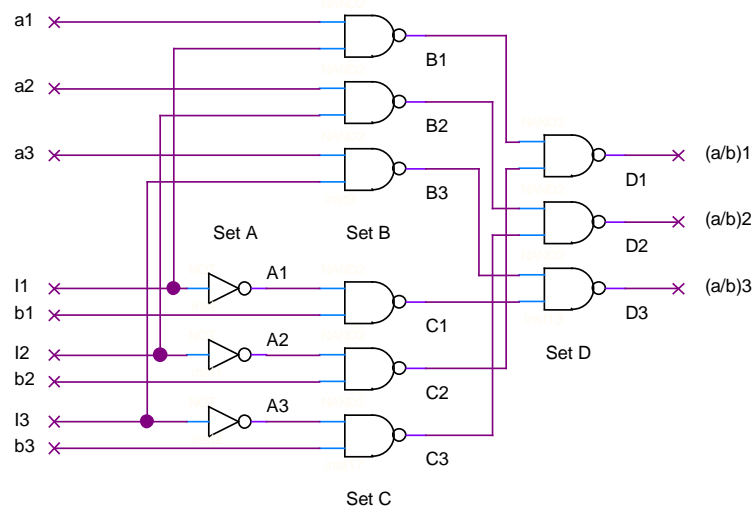 a1
B1
a2
B2
a3
B3
D1
(a/b)1
D2
(a/b)2
D3
(a/b)3
Set A
Set B
Set D
I1
A1
b1
C1
I2
A2
b2
C2
I3
A3
b3
C3
Set C